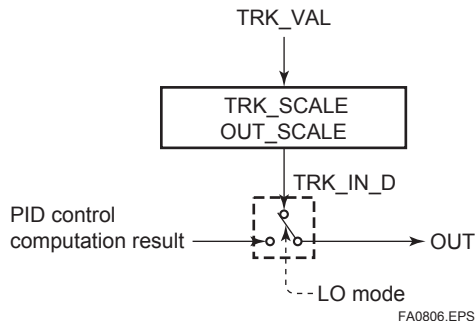 TRK_VAL
TRK_SCALE
OUT_SCALE
TRK_IN_D
PID control
computation result
OUT
LO mode
FA0806.EPS